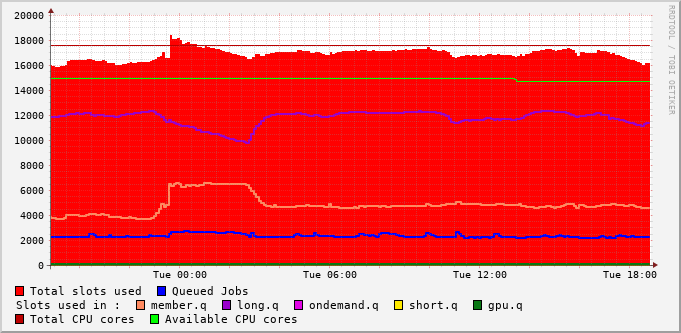 20000
18000
16000
14000
12000
10000
8000
6000
4000
2000
0
Tue 00:00 Tue 06:00 Tue 12:00 Tue 18:00
RRDTOOL / TOBI OETIKER
Total slots used Queued Jobs
Slots used in : member.q long.q ondemand.q short.q gpu.q
Total CPU cores Available CPU cores